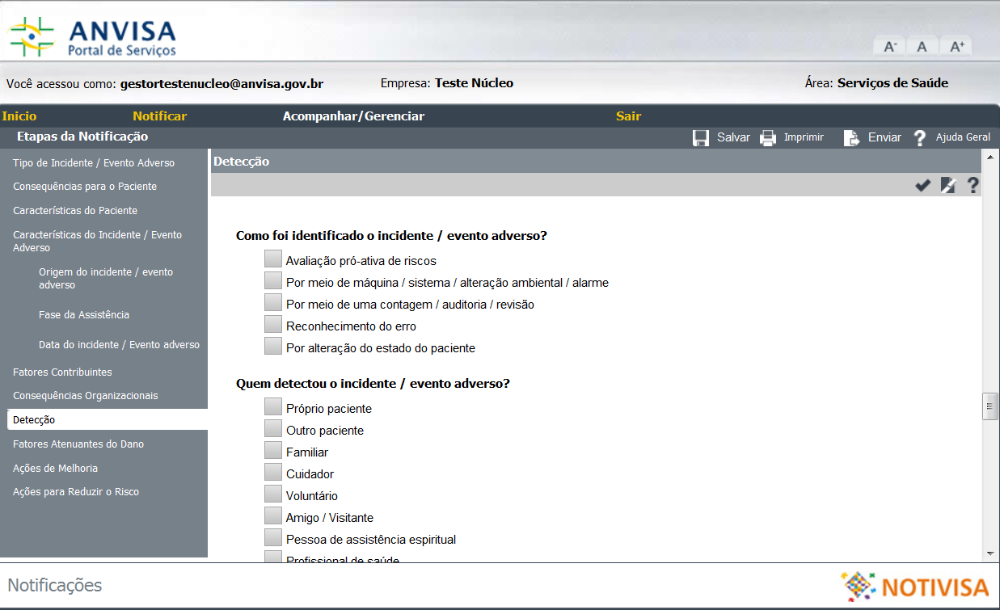 ANVISA
Portal de Serviços
A- A A+
Você acessou como: gestortestenucleo@anvisa.gov.br Empresa: Teste Núcleo Área: Serviços de Saúde
Inicio Notificar Acompanhar/Gerenciar Sair
Etapas da Notificação Salvar Imprimir Enviar ? Ajuda Geral
Tipo de Incidente / Evento Adverso
Consequências para o Paciente
Características do Paciente
Características do Incidente / Evento
Adverso
Origem do incidente / evento
adverso
Fase da Assistência
Data do incidente / Evento adverso
Fatores Contribuintes
Consequências Organizacionais
Detecção
Fatores Atenuantes do Dano
Ações de Melhoria
Ações para Reduzir o Risco
Detecção
?
Como foi identificado o incidente / evento adverso?
Avaliação pró-ativa de riscos
Por meio de máquina / sistema / alteração ambiental / alarme
Por meio de uma contagem / auditoria / revisão
Reconhecimento do erro
Por alteração do estado do paciente
Quem detectou o incidente / evento adverso?
Próprio paciente
Outro paciente
Familiar
Cuidador
Voluntário
Amigo / Visitante
Pessoa de assistência espiritual
Profissional de saúde
Notificações
NOTIVISA